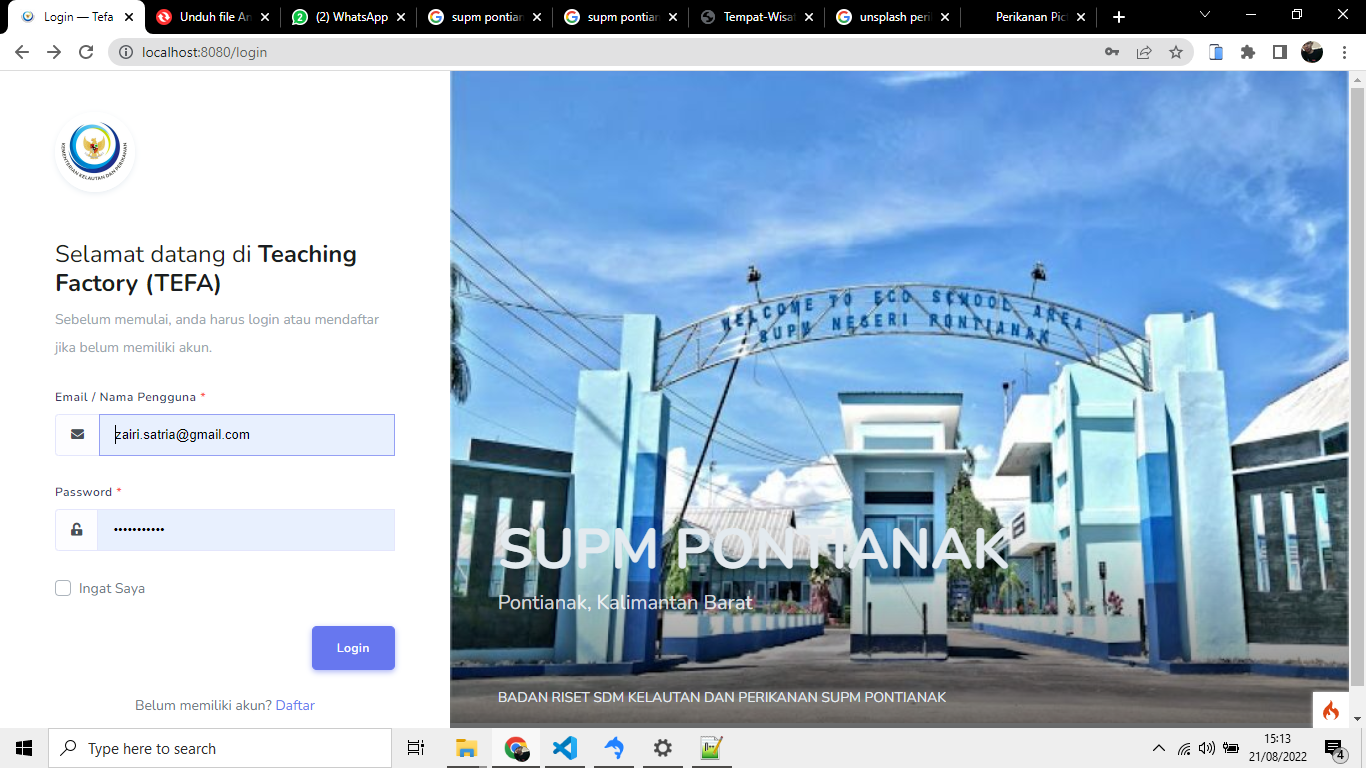 Login — Tefa
Unduh file An
(2) WhatsApp
supm pontian
supm pontian
Tempat-Wisat
unsplash peri
Perikanan Pict
localhost:8080/login
KEMENTERIAN KELAUTAN DAN PERIKANAN
Selamat datang di Teaching
Factory (TEFA)
Sebelum memulai, anda harus login atau mendaftar
jika belum memiliki akun.
Email / Nama Pengguna *
zairi.satria@gmail.com
Password *
•••••••••••
Ingat Saya
Login
Belum memiliki akun? Daftar
WELCOME TO ECO SCHOOL AREA
SUPM NEGERI PONTIANAK
SUPM PONTIANAK
Pontianak, Kalimantan Barat
BADAN RISET SDM KELAUTAN DAN PERIKANAN SUPM PONTIANAK
Type here to search
15:13
21/08/2022
4